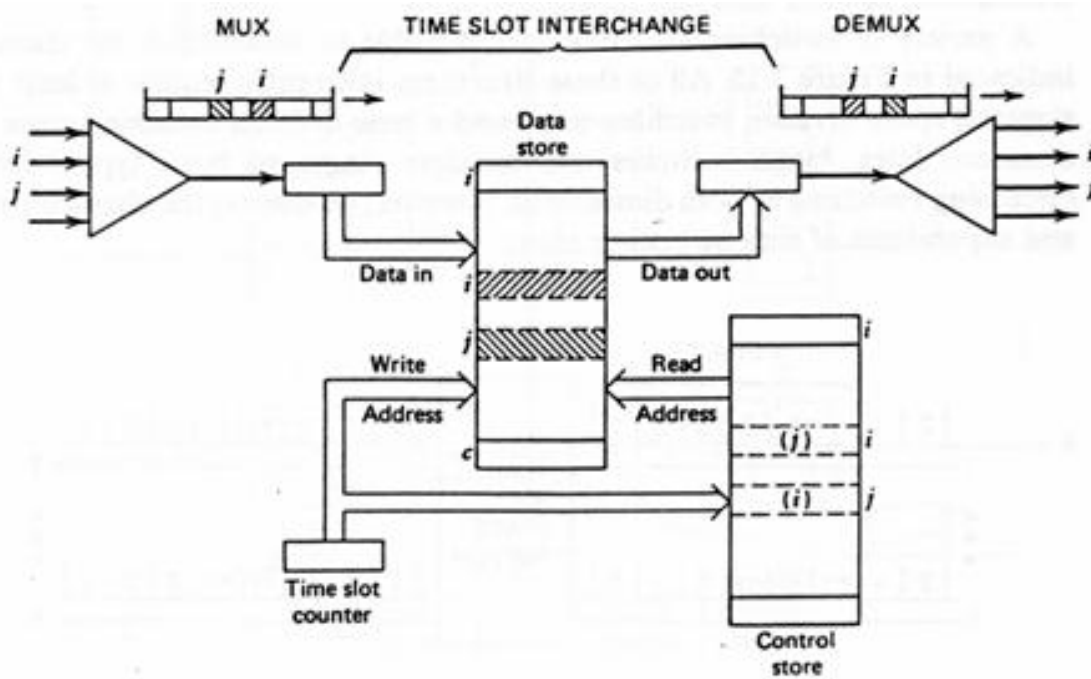 MUX
TIME SLOT INTERCHANGE
DEMUX
j i
j i
Data
store
i
i
j
i
j
i
Data in
Data out
i
j
i
Write
Address
Read
Address
(j)
i
(i)
j
c
Time slot
counter
Control
store